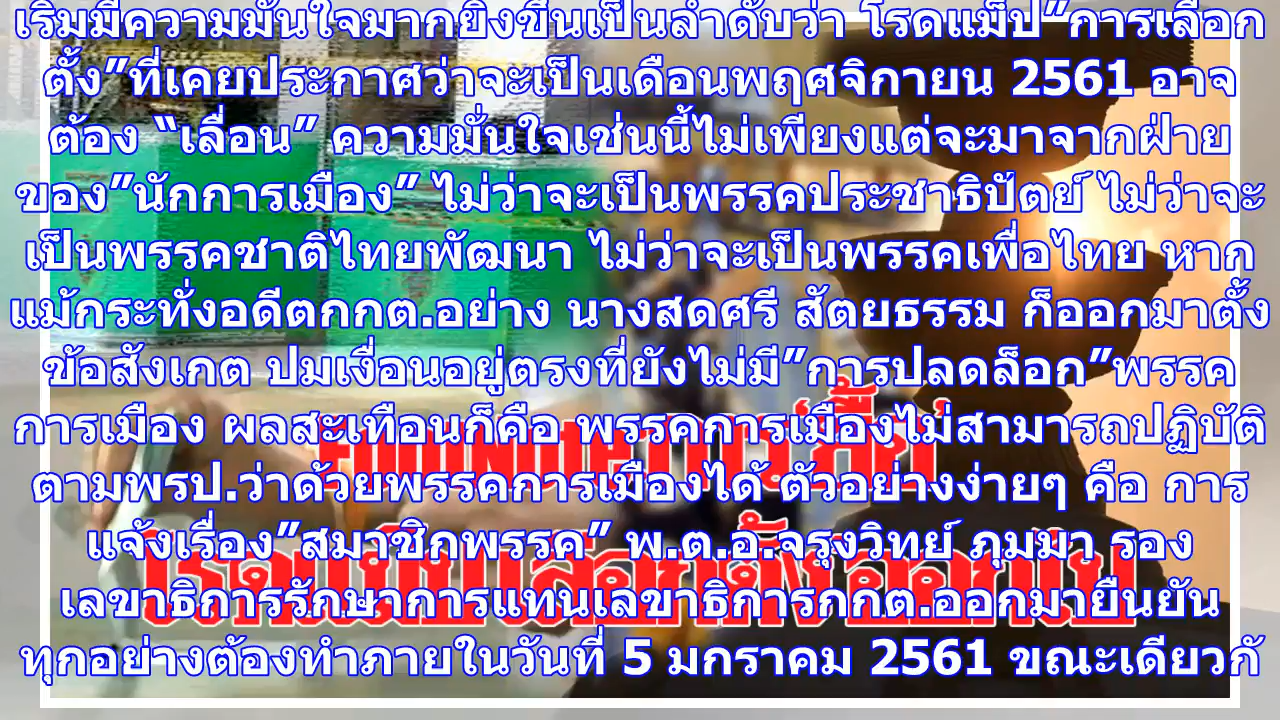 เริ่มมีความมั่นใจมากยิ่งขึ้นเป็นลำดับว่า โรดแม็ป”การเลือก
ตั้ง”ที่เคยประกาศว่าจะเป็นเดือนพฤศจิกายน 2561 อาจ
ต้อง “เลื่อน” ความมั่นใจเช่นนี้ไม่เพียงแต่จะมาจากฝ่าย
ของ”นักการเมือง” ไม่ว่าจะเป็นพรรคประชาธิปัตย์ ไม่ว่าจะ
เป็นพรรคชาติไทยพัฒนา ไม่ว่าจะเป็นพรรคเพื่อไทย หาก
แม้กระทั่งอดีตกกต.อย่าง นางสดศรี สัตยธรรม ก็ออกมาตั้ง
ข้อสังเกต ปมเงื่อนอยู่ตรงที่ยังไม่มี”การปลดล็อก”พรรค
การเมือง ผลสะเทือนก็คือ พรรคการเมืองไม่สามารถปฏิบัติ
ตามพรป.ว่าด้วยพรรคการเมืองได้ ตัวอย่างง่ายๆ คือ การ
แจ้งเรื่อง”สมาชิกพรรค” พ.ต.อ.จรุงวิทย์ ภุมมา รอง
เลขาธิการรักษาการแทนเลขาธิการกกต.ออกมายืนยัน
ทุกอย่างต้องทำภายในวันที่ 5 มกราคม 2561 ขณะเดียวกั
โรดแม็ปเลือกตั้ง ออกไป